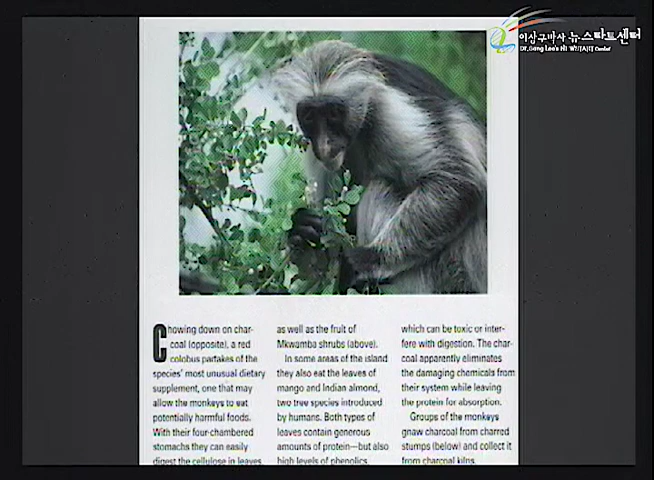 이상구박사 뉴스타트센터
Chowing down on char-
coal (opposite), a red
colobus partakes of the
species' most unusual dietary
supplement, one that may
allow the monkeys to eat
potentially harmful foods.
With their four-chambered
stomachs they can easily
digest the cellulose in leaves
as well as the fruit of
Mkwamba shrubs (above).
In some areas of the island
they also eat the leaves of
mango and Indian almond,
two tree species introduced
by humans. Both types of
leaves contain generous
amounts of protein—but also
high levels of phenolics,
which can be toxic or inter-
fere with digestion. The char-
coal apparently eliminates
the damaging chemicals from
their system while leaving
the protein for absorption.
Groups of the monkeys
gnaw charcoal from charred
stumps (below) and collect it
from charcoal kilns.